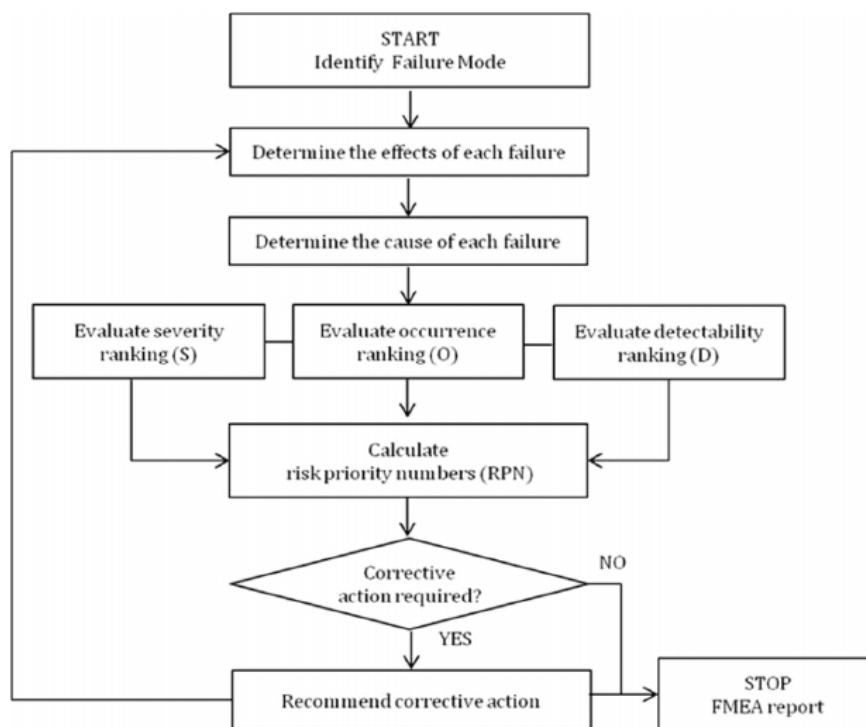 START
Identify Failure Mode
Determine the effects of each failure
Determine the cause of each failure
Evaluate severity
ranking (S)
Evaluate occurrence
ranking (O)
Evaluate detectability
ranking (D)
Calculate
risk priority numbers (RPN)
Corrective
action required?
NO
YES
Recommend corrective action
STOP
FMEA report